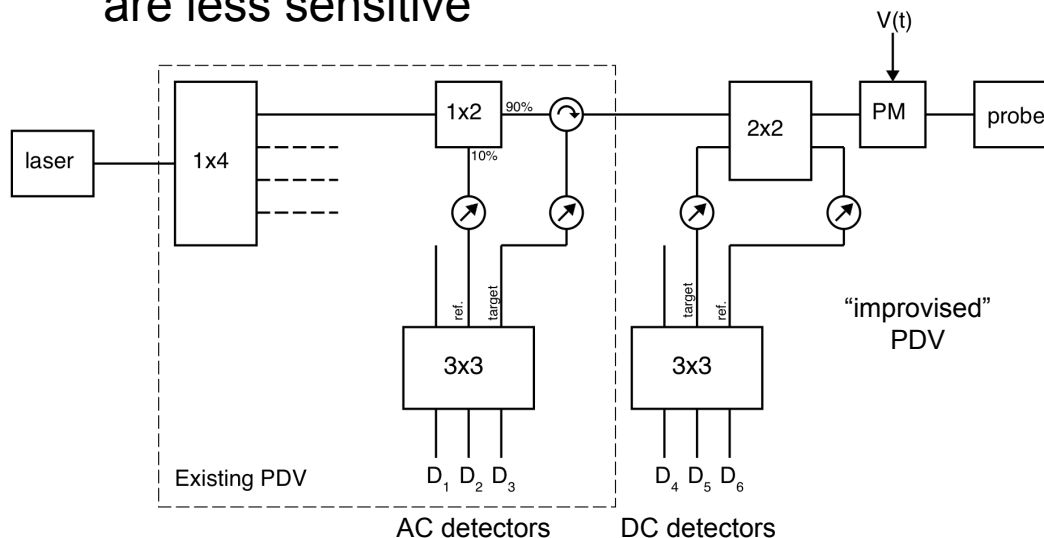 are less sensitive
V(t)
laser
1x4
1x2
90%
10%
2x2
PM
probe
ref.
target
target
ref.
3x3
3x3
"improvised"
PDV
Existing PDV
D1 D2 D3
D4 D5 D6
AC detectors
DC detectors